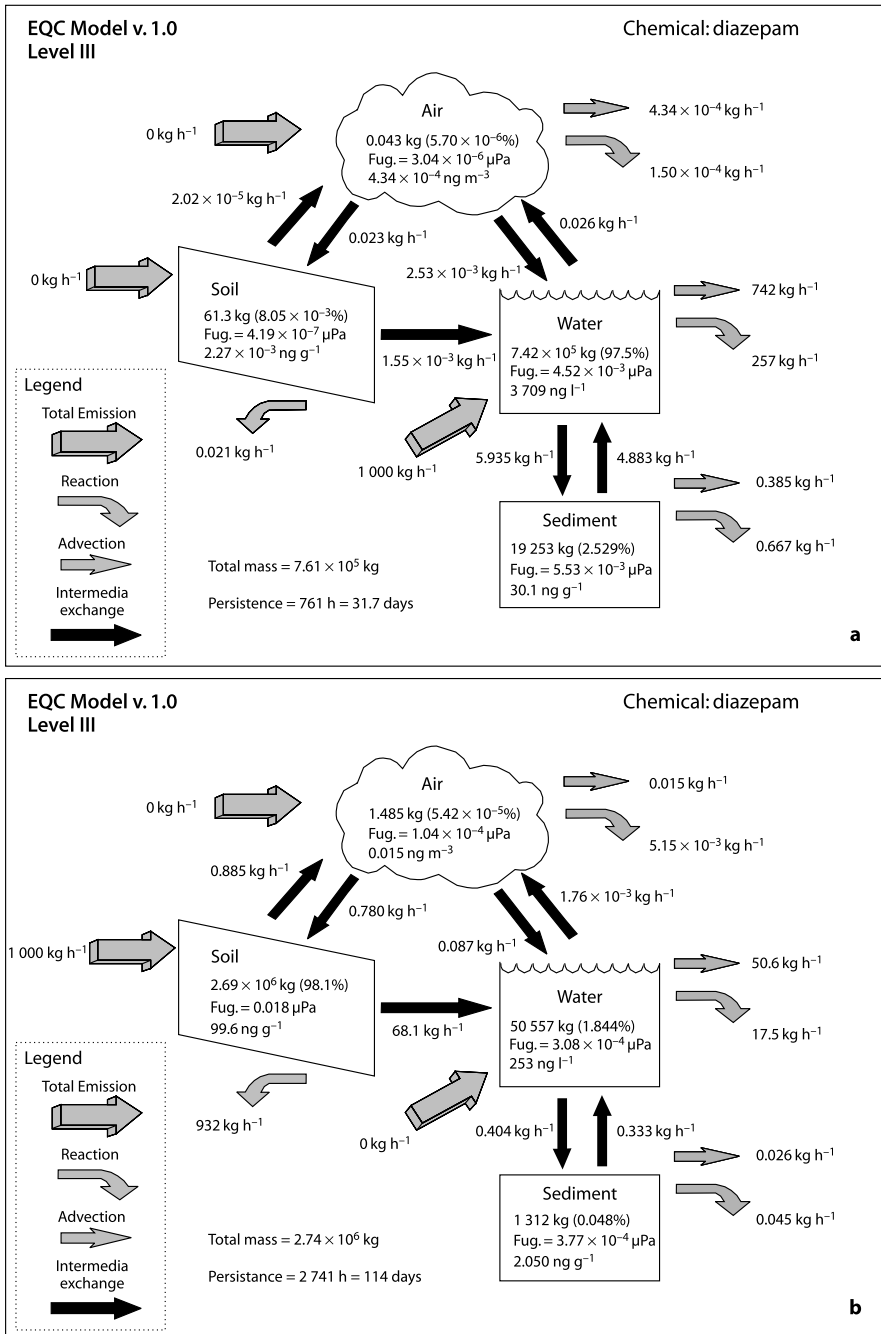 EQC Model v. 1.0
Level III
Chemical: diazepam
Air
0.043 kg (5.70 × 10⁻⁶%)
Fug. = 3.04 × 10⁻⁶ µPa
4.34 × 10⁻⁴ ng m⁻³
0 kg h⁻¹
4.34 × 10⁻⁴ kg h⁻¹
1.50 × 10⁻⁴ kg h⁻¹
2.02 × 10⁻⁵ kg h⁻¹
0.023 kg h⁻¹
0.026 kg h⁻¹
2.53 × 10⁻³ kg h⁻¹
0 kg h⁻¹
Soil
61.3 kg (8.05 × 10⁻³%)
Fug. = 4.19 × 10⁻⁷ µPa
2.27 × 10⁻³ ng g⁻¹
1.55 × 10⁻³ kg h⁻¹
0.021 kg h⁻¹
Water
7.42 × 10⁵ kg (97.5%)
Fug. = 4.52 × 10⁻³ µPa
3 709 ng l⁻¹
742 kg h⁻¹
257 kg h⁻¹
1 000 kg h⁻¹
5.935 kg h⁻¹
4.883 kg h⁻¹
Sediment
19 253 kg (2.529%)
Fug. = 5.53 × 10⁻³ µPa
30.1 ng g⁻¹
0.385 kg h⁻¹
0.667 kg h⁻¹
Legend
Total Emission
Reaction
Advection
Intermedia
exchange
Total mass = 7.61 × 10⁵ kg
Persistence = 761 h = 31.7 days
a
EQC Model v. 1.0
Level III
Chemical: diazepam
Air
1.485 kg (5.42 × 10⁻⁵%)
Fug. = 1.04 × 10⁻⁴ µPa
0.015 ng m⁻³
0 kg h⁻¹
0.015 kg h⁻¹
5.15 × 10⁻³ kg h⁻¹
0.885 kg h⁻¹
0.780 kg h⁻¹
1.76 × 10⁻³ kg h⁻¹
0.087 kg h⁻¹
1 000 kg h⁻¹
Soil
2.69 × 10⁶ kg (98.1%)
Fug. = 0.018 µPa
99.6 ng g⁻¹
68.1 kg h⁻¹
932 kg h⁻¹
Water
50 557 kg (1.844%)
Fug. = 3.08 × 10⁻⁴ µPa
253 ng l⁻¹
50.6 kg h⁻¹
17.5 kg h⁻¹
0 kg h⁻¹
0.404 kg h⁻¹
0.333 kg h⁻¹
Sediment
1 312 kg (0.048%)
Fug. = 3.77 × 10⁻⁴ µPa
2.050 ng g⁻¹
0.026 kg h⁻¹
0.045 kg h⁻¹
Legend
Total Emission
Reaction
Advection
Intermedia
exchange
Total mass = 2.74 × 10⁶ kg
Persistance = 2 741 h = 114 days
b